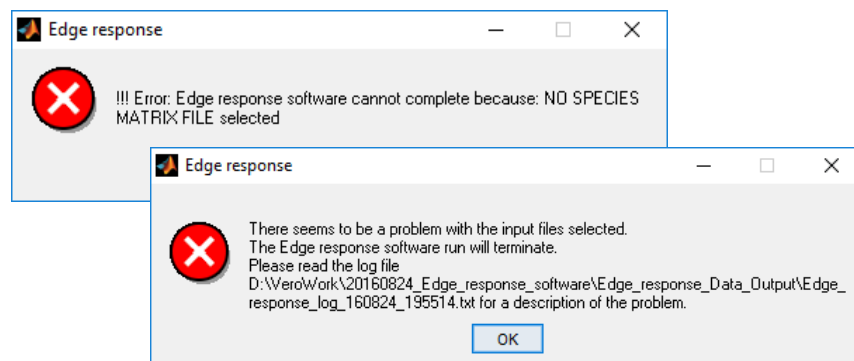 Edge response
!!! Error: Edge response software cannot complete because: NO SPECIES
MATRIX FILE selected
Edge response
There seems to be a problem with the input files selected.
The Edge response software run will terminate.
Please read the log file
D:\VeroWork\20160824_Edge_response_software\Edge_response_Data_Output\Edge_
response_log_160824_195514.txt for a description of the problem.
OK